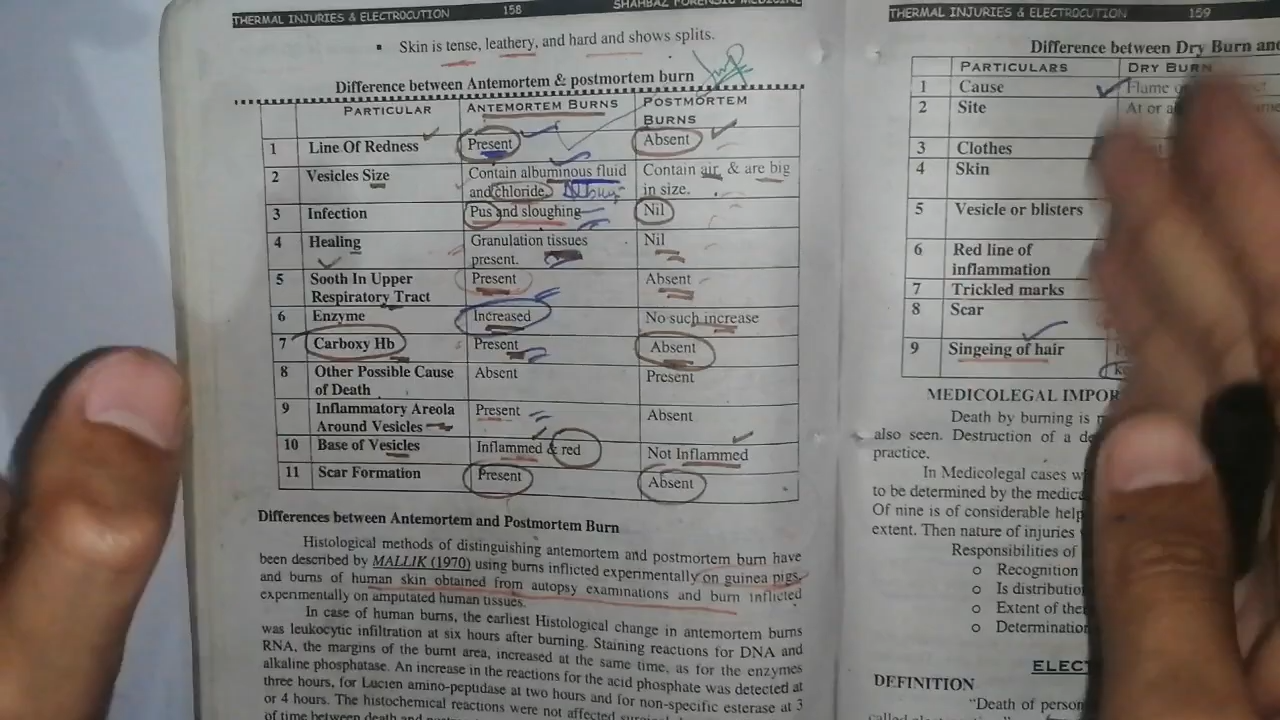 THERMAL INJURIES & ELECTROCUTION 158 SHAHBAZ FORENSIC MEDICINE
▪ Skin is tense, leathery, and hard and shows splits.
Difference between Antemortem & postmortem burn
PARTICULAR ANTEMORTEM BURNS POSTMORTEM BURNS
1 Line Of Redness Present Absent
2 Vesicles Size Contain albuminous fluid Contain air & are big
and chloride. in size.
3 Infection Pus and sloughing Nil
4 Healing Granulation tissues Nil
present.
5 Sooth In Upper Present Absent
Respiratory Tract
6 Enzyme Increased No such increase
7 Carboxy Hb Present Absent
8 Other Possible Cause Absent Present
of Death
9 Inflammatory Areola Present Absent
Around Vesicles
10 Base of Vesicles Inflammed & red Not Inflammed
11 Scar Formation Present Absent
Differences between Antemortem and Postmortem Burn
Histological methods of distinguishing antemortem and postmortem burn have
been described by MALLIK (1970) using burns inflicted experimentally on guinea pigs,
and burns of human skin obtained from autopsy examinations and burn inflicted
experimentally on amputated human tissues.
In case of human burns, the earliest Histological change in antemortem burns
was leukocytic infiltration at six hours after burning. Staining reactions for DNA and
RNA, the margins of the burnt area, increased at the same time, as for the enzymes
alkaline phosphatase. An increase in the reactions for the acid phosphate was detected at
three hours, for Lucien amino-peptidase at two hours and for non-specific esterase at 3
or 4 hours. The histochemical reactions were not affected
of time between death and
THERMAL INJURIES & ELECTROCUTION 159
Difference between Dry Burn and
PARTICULARS DRY BURN
1 Cause Flame
2 Site At or
3 Clothes
4 Skin
5 Vesicle or blisters
6 Red line of
inflammation
7 Trickled marks
8 Scar
9 Singeing of hair
MEDICOLEGAL
Death by burning is
also seen. Destruction of a
practice.
In Medicolegal cases
to be determined by the
Of nine is of considerable help
extent. Then nature of injuries
Responsibilities of
o Recognition
o Is
o Extent of
o
DEFINITION
"Death of person